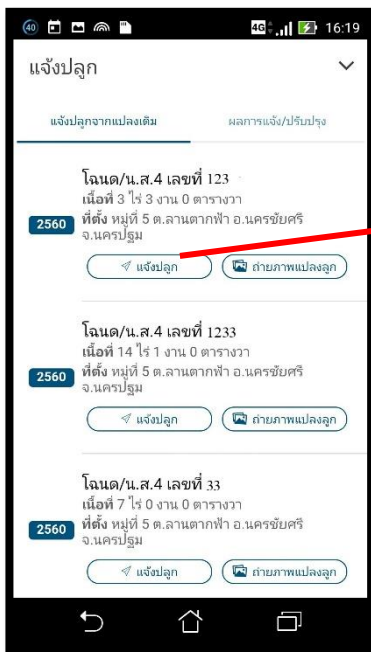 40 4G 16:19
แจ้งปลูก
แจ้งปลูกจากแปลงเดิม ผลการแจ้ง/ปรับปรุง
โฉนด/น.ส.4 เลขที่ 123
เนื้อที่ 3 ไร่ 3 งาน 0 ตารางวา
2560 ที่ตั้ง หมู่ที่ 5 ต.ลานตากฟ้า อ.นครชัยศรี
จ.นครปฐม
แจ้งปลูก ถ่ายภาพแปลงลูก
โฉนด/น.ส.4 เลขที่ 1233
เนื้อที่ 14 ไร่ 1 งาน 0 ตารางวา
2560 ที่ตั้ง หมู่ที่ 5 ต.ลานตากฟ้า อ.นครชัยศรี
จ.นครปฐม
แจ้งปลูก ถ่ายภาพแปลงลูก
โฉนด/น.ส.4 เลขที่ 33
เนื้อที่ 7 ไร่ 0 งาน 0 ตารางวา
2560 ที่ตั้ง หมู่ที่ 5 ต.ลานตากฟ้า อ.นครชัยศรี
จ.นครปฐม
แจ้งปลูก ถ่ายภาพแปลงลูก